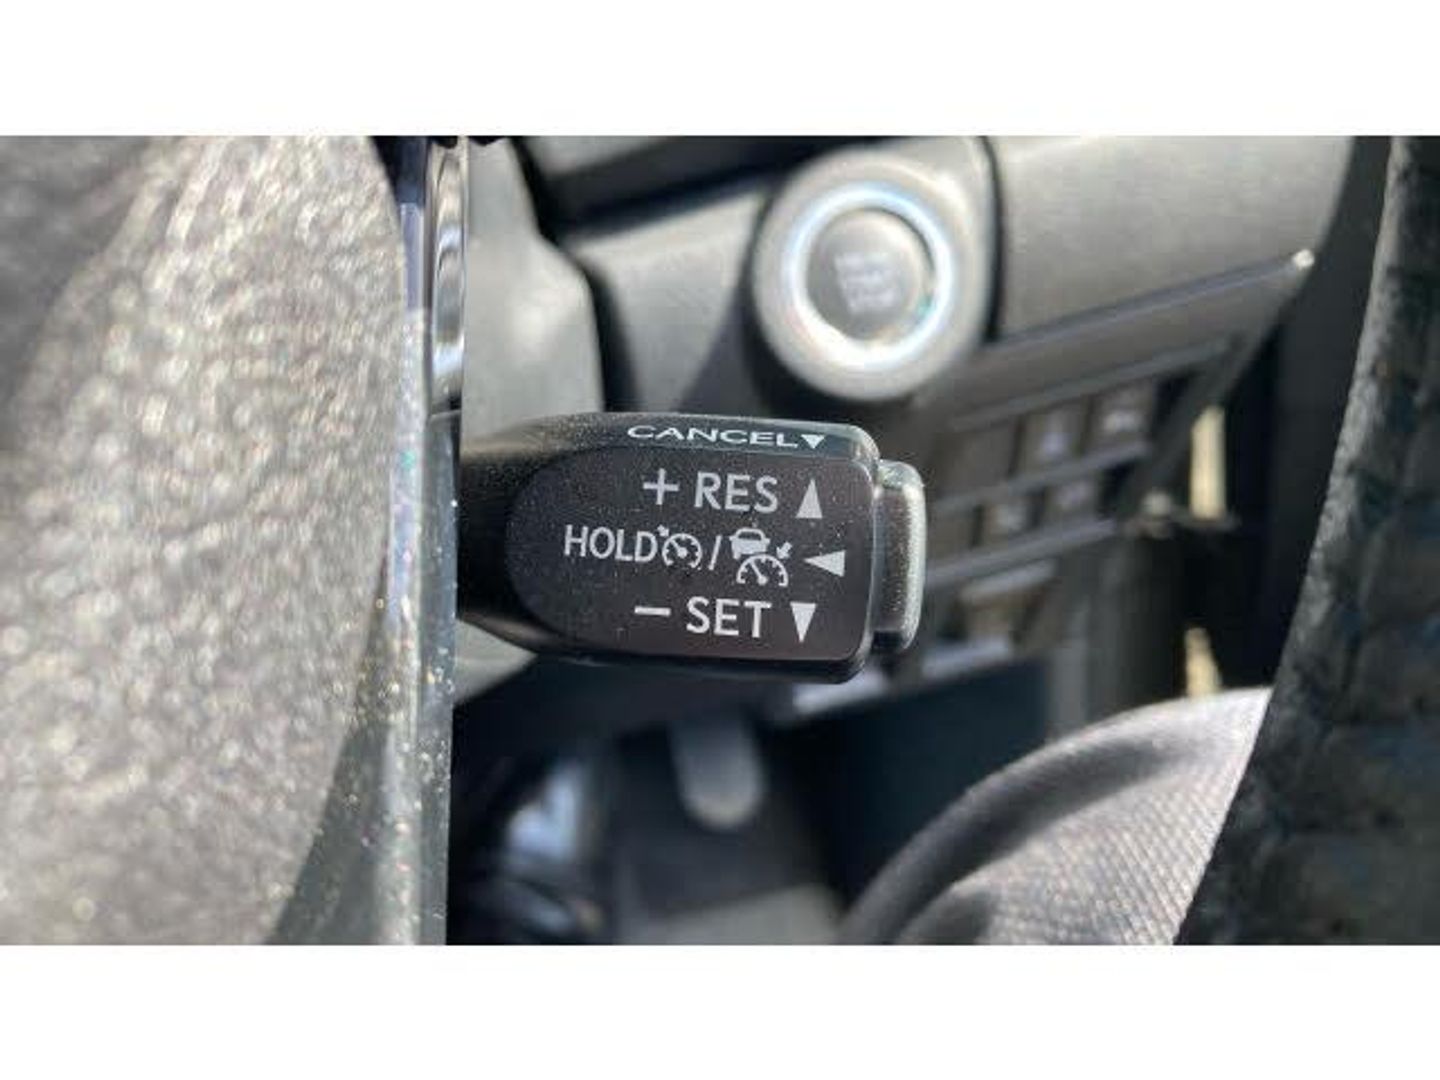 CANCEL▼
+ RES ▲
HOLD / ◀
− SET ▼